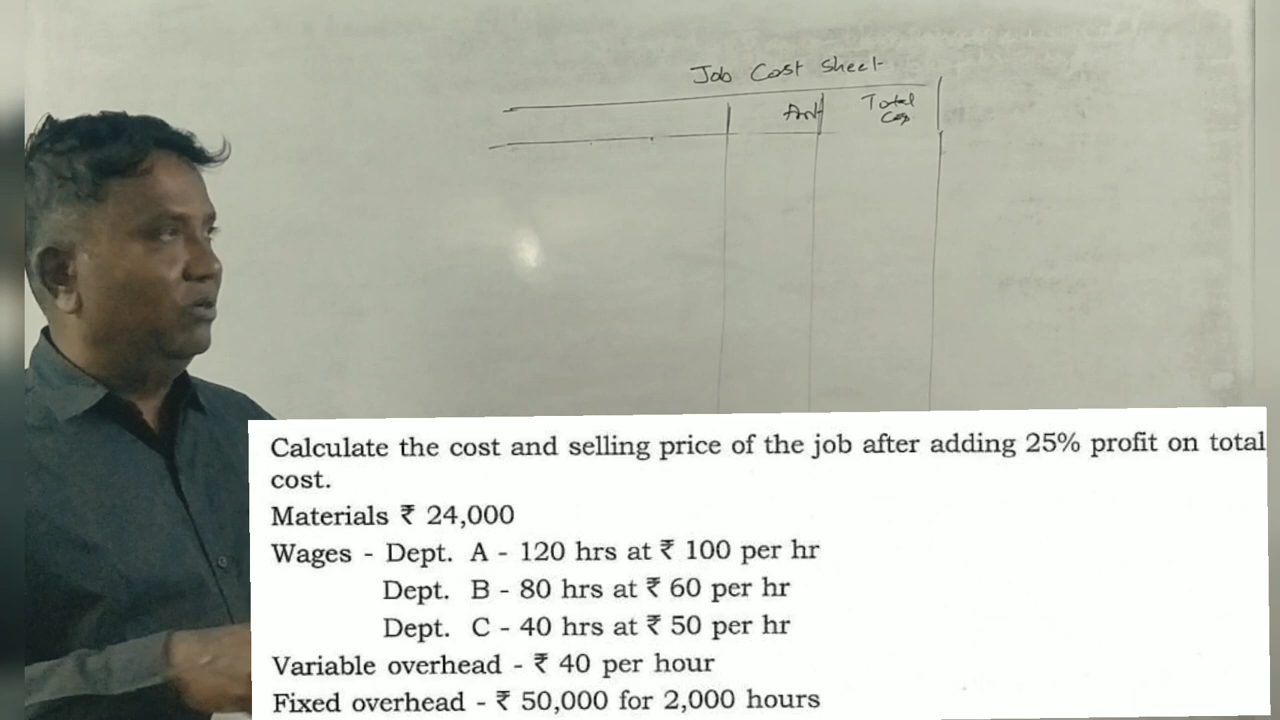 Job Cost Sheet
Amt
Total
Calculate the cost and selling price of the job after adding 25% profit on total
cost.
Materials ₹ 24,000
Wages - Dept. A - 120 hrs at ₹ 100 per hr
Dept. B - 80 hrs at ₹ 60 per hr
Dept. C - 40 hrs at ₹ 50 per hr
Variable overhead - ₹ 40 per hour
Fixed overhead - ₹ 50,000 for 2,000 hours